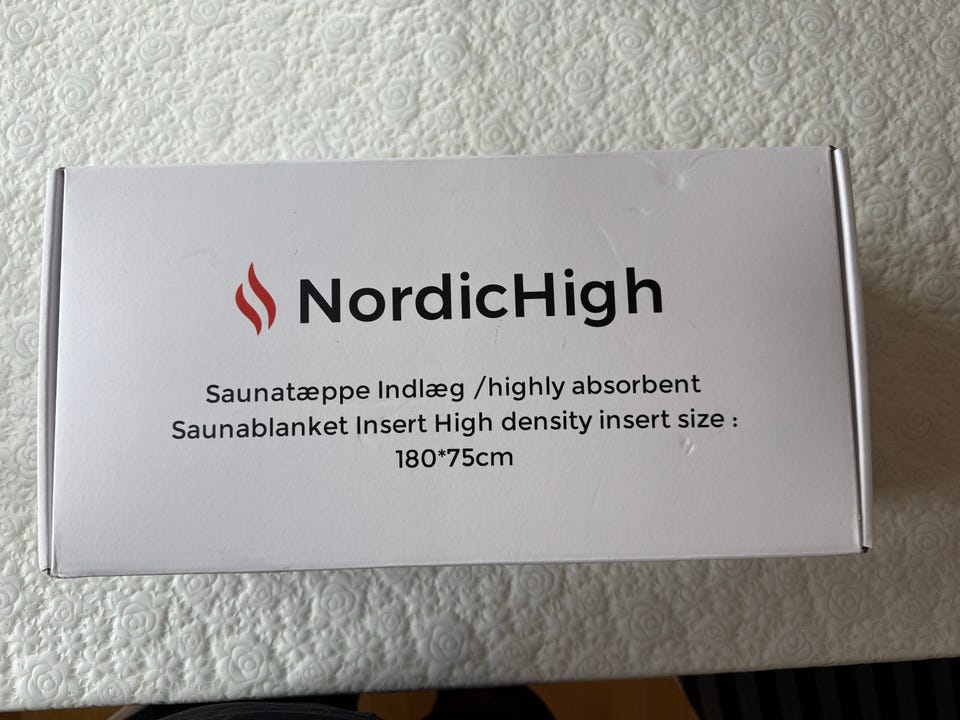 NordicHigh
Saunatæppe Indlæg /highly absorbent
Saunablanket Insert High density insert size :
180*75cm